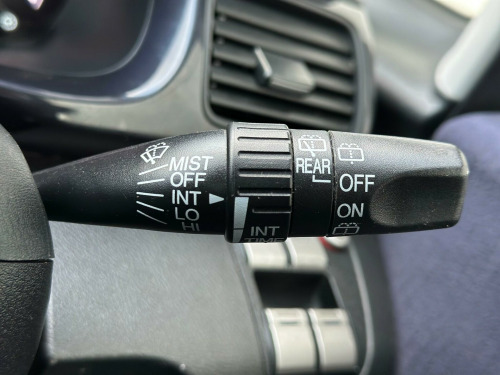 MIST
OFF
INT
LO
HI
INT
TIME
REAR
OFF
ON